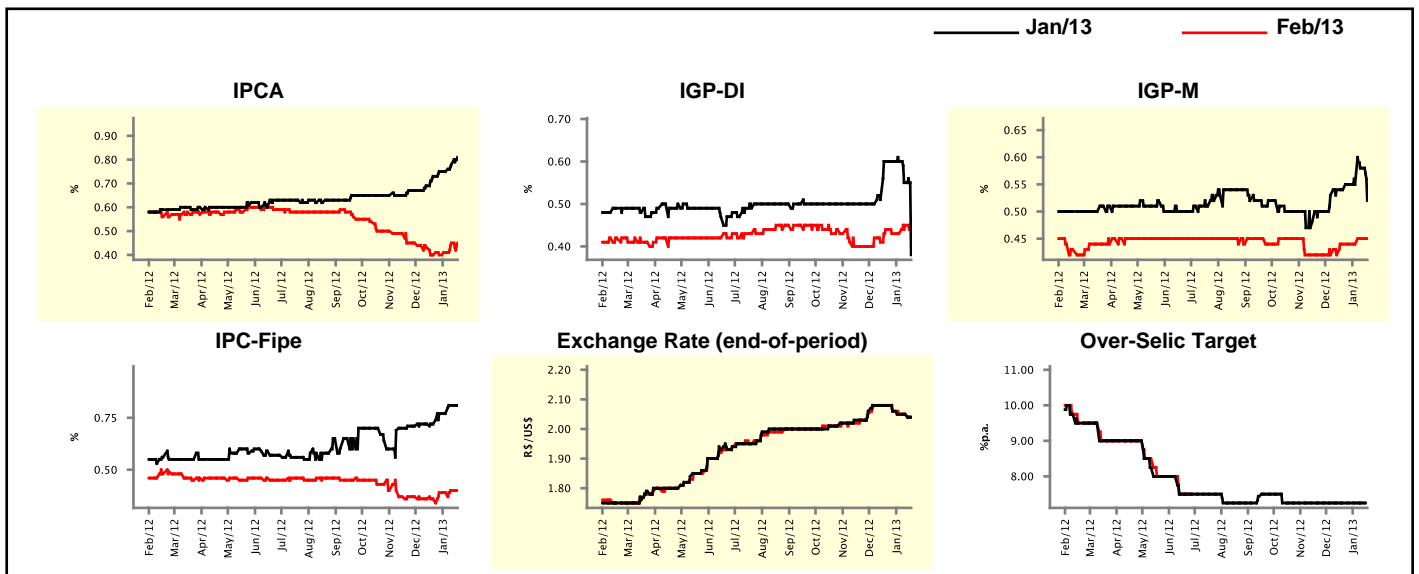 Jan/13 Feb/13
IPCA IGP-DI IGP-M
0.90
0.80
0.70
0.60
0.50
0.40
%
Feb/12 Mar/12 Apr/12 May/12 Jun/12 Jul/12 Aug/12 Sep/12 Oct/12 Nov/12 Dec/12 Jan/13
0.70
0.60
0.50
0.40
%
Feb/12 Mar/12 Apr/12 May/12 Jun/12 Jul/12 Aug/12 Sep/12 Oct/12 Nov/12 Dec/12 Jan/13
0.65
0.60
0.55
0.50
0.45
%
Feb/12 Mar/12 Apr/12 May/12 Jun/12 Jul/12 Aug/12 Sep/12 Oct/12 Nov/12 Dec/12 Jan/13
IPC-Fipe Exchange Rate (end-of-period) Over-Selic Target
0.75
0.50
%
Feb/12 Mar/12 Apr/12 May/12 Jun/12 Jul/12 Aug/12 Sep/12 Oct/12 Nov/12 Dec/12 Jan/13
2.20
2.10
2.00
1.90
1.80
R$/US$
Feb/12 Mar/12 Apr/12 May/12 Jun/12 Jul/12 Aug/12 Sep/12 Oct/12 Nov/12 Dec/12 Jan/13
11.00
10.00
9.00
8.00
%p.a.
Feb/12 Mar/12 Apr/12 May/12 Jun/12 Jul/12 Aug/12 Sep/12 Oct/12 Nov/12 Dec/12 Jan/13